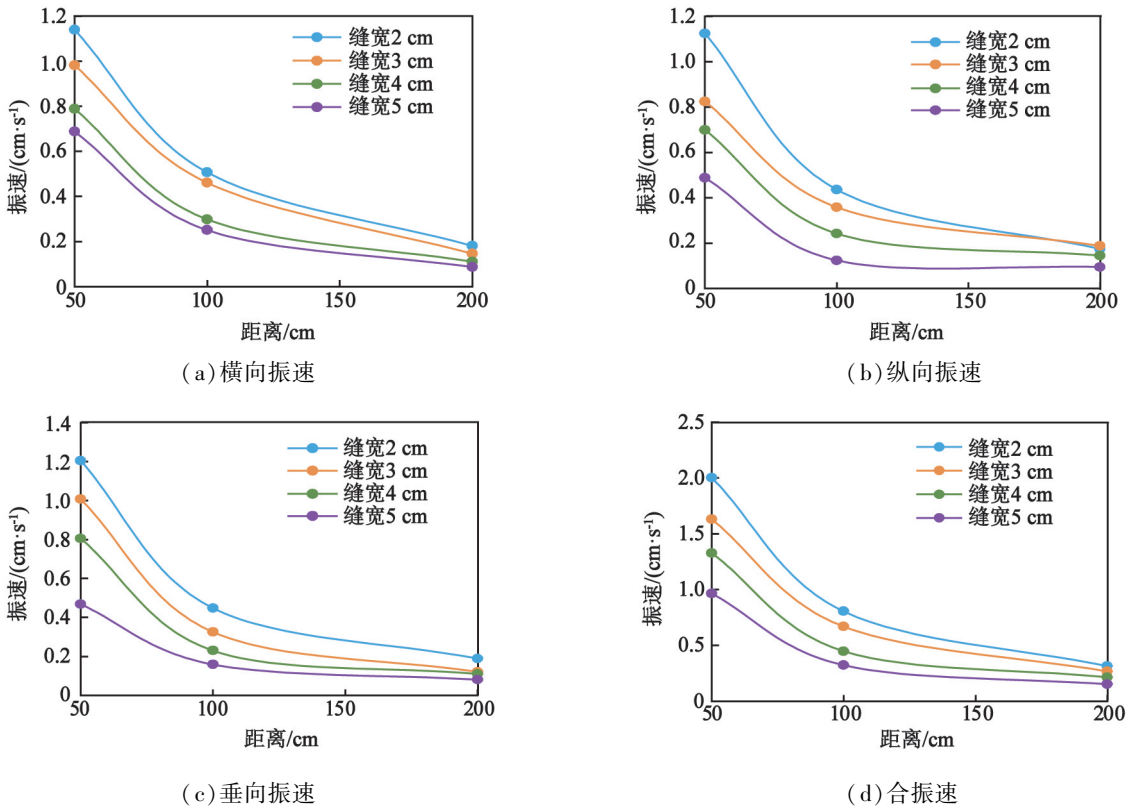 1.2
1.0
0.8
0.6
0.4
0.2
0
振速/(cm·s⁻¹)
缝宽2 cm
缝宽3 cm
缝宽4 cm
缝宽5 cm
50 100 150 200
距离/cm
(a)横向振速
1.2
1.0
0.8
0.6
0.4
0.2
0
振速/(cm·s⁻¹)
缝宽2 cm
缝宽3 cm
缝宽4 cm
缝宽5 cm
50 100 150 200
距离/cm
(b)纵向振速
1.4
1.2
1.0
0.8
0.6
0.4
0.2
0
振速/(cm·s⁻¹)
缝宽2 cm
缝宽3 cm
缝宽4 cm
缝宽5 cm
50 100 150 200
距离/cm
(c)垂向振速
2.5
2.0
1.5
1.0
0.5
0
振速/(cm·s⁻¹)
缝宽2 cm
缝宽3 cm
缝宽4 cm
缝宽5 cm
50 100 150 200
距离/cm
(d)合振速